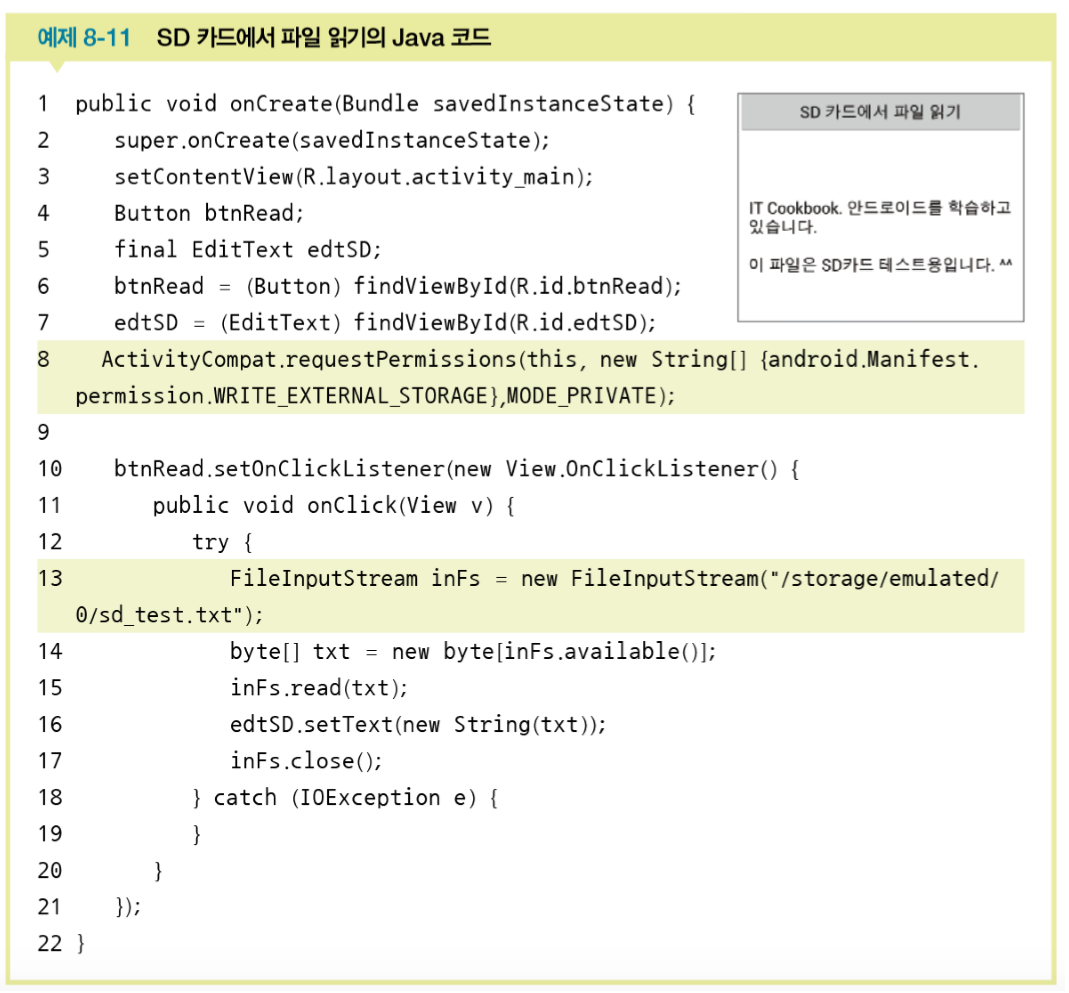 예제 8-11 SD 카드에서 파일 읽기의 Java 코드
1 public void onCreate(Bundle savedInstanceState) {
2 super.onCreate(savedInstanceState);
3 setContentView(R.layout.activity_main);
4 Button btnRead;
5 final EditText edtSD;
6 btnRead = (Button) findViewById(R.id.btnRead);
7 edtSD = (EditText) findViewById(R.id.edtSD);
SD 카드에서 파일 읽기
IT Cookbook. 안드로이드를 학습하고
있습니다.
이 파일은 SD카드 테스트용입니다. ^^
8 ActivityCompat.requestPermissions(this, new String[] {android.Manifest.
permission.WRITE_EXTERNAL_STORAGE},MODE_PRIVATE);
9
10 btnRead.setOnClickListener(new View.OnClickListener() {
11 public void onClick(View v) {
12 try {
13 FileInputStream inFs = new FileInputStream("/storage/emulated/
0/sd_test.txt");
14 byte[] txt = new byte[inFs.available()];
15 inFs.read(txt);
16 edtSD.setText(new String(txt));
17 inFs.close();
18 } catch (IOException e) {
19 }
20 }
21 });
22 }